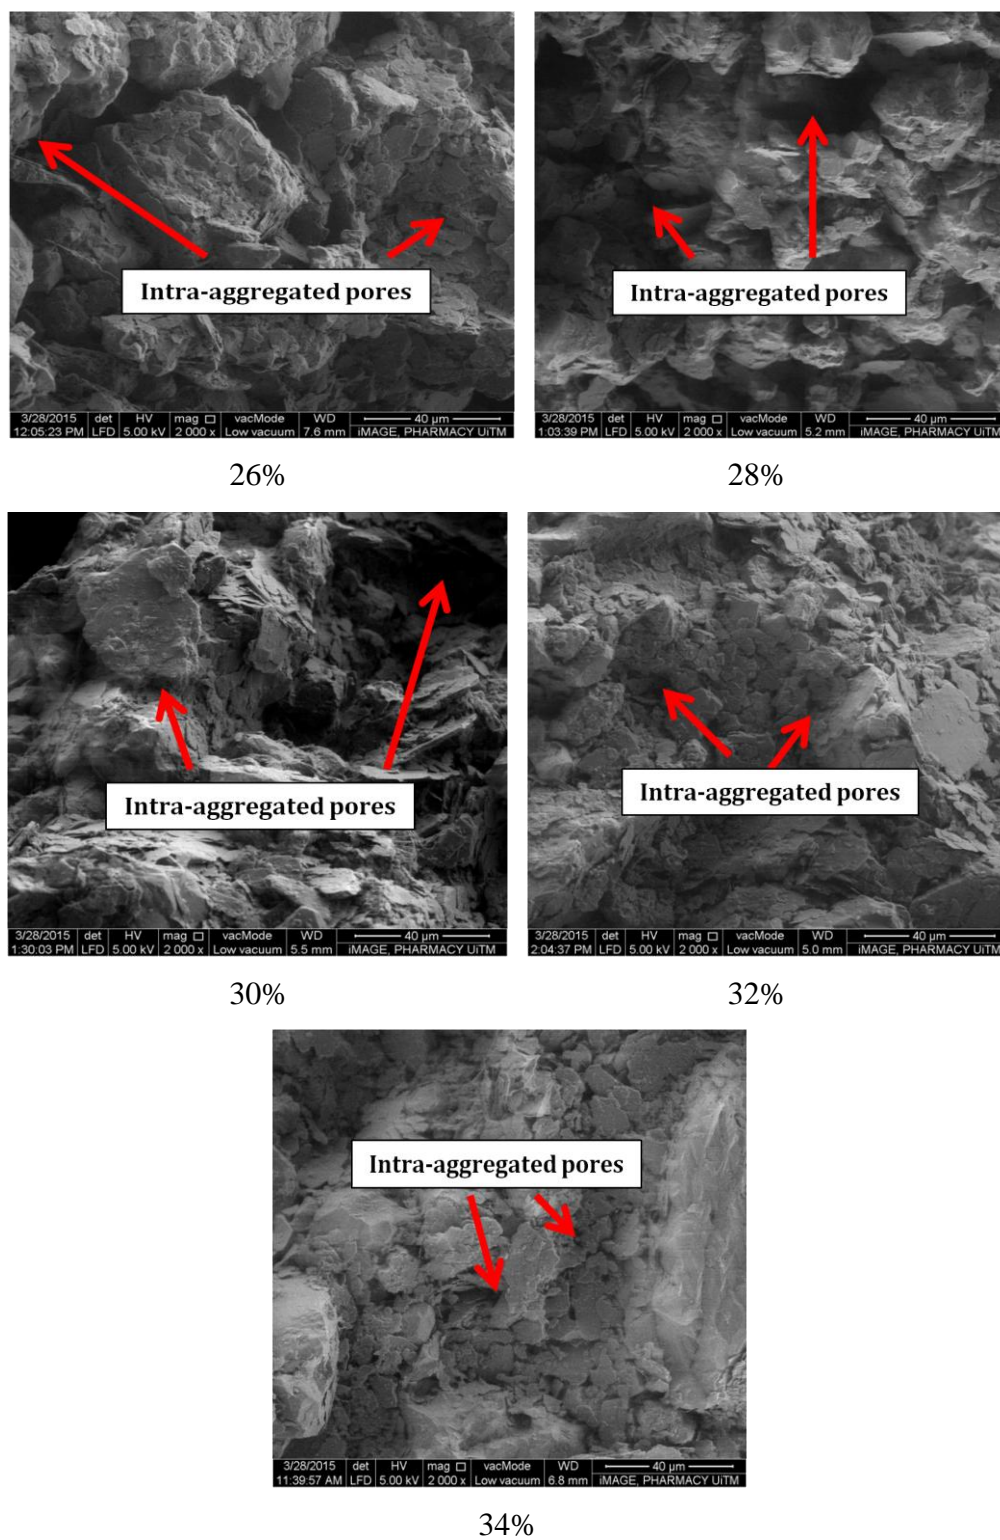 Intra-aggregated pores
3/28/2015 det HV mag □ vacMode WD 40 µm
12:05:23 PM LFD 5.00 kV 2 000 x Low vacuum 7.6 mm iMAGE, PHARMACY UiTM
26%
Intra-aggregated pores
3/28/2015 det HV mag □ vacMode WD 40 µm
1:03:39 PM LFD 5.00 kV 2 000 x Low vacuum 5.2 mm iMAGE, PHARMACY UiTM
28%
Intra-aggregated pores
3/28/2015 det HV mag □ vacMode WD 40 µm
1:30:03 PM LFD 5.00 kV 2 000 x Low vacuum 5.5 mm iMAGE, PHARMACY UiTM
30%
Intra-aggregated pores
3/28/2015 det HV mag □ vacMode WD 40 µm
2:04:37 PM LFD 5.00 kV 2 000 x Low vacuum 5.0 mm iMAGE, PHARMACY UiTM
32%
Intra-aggregated pores
3/28/2015 det HV mag □ vacMode WD 40 µm
11:39:57 AM LFD 5.00 kV 2 000 x Low vacuum 6.8 mm iMAGE, PHARMACY UiTM
34%